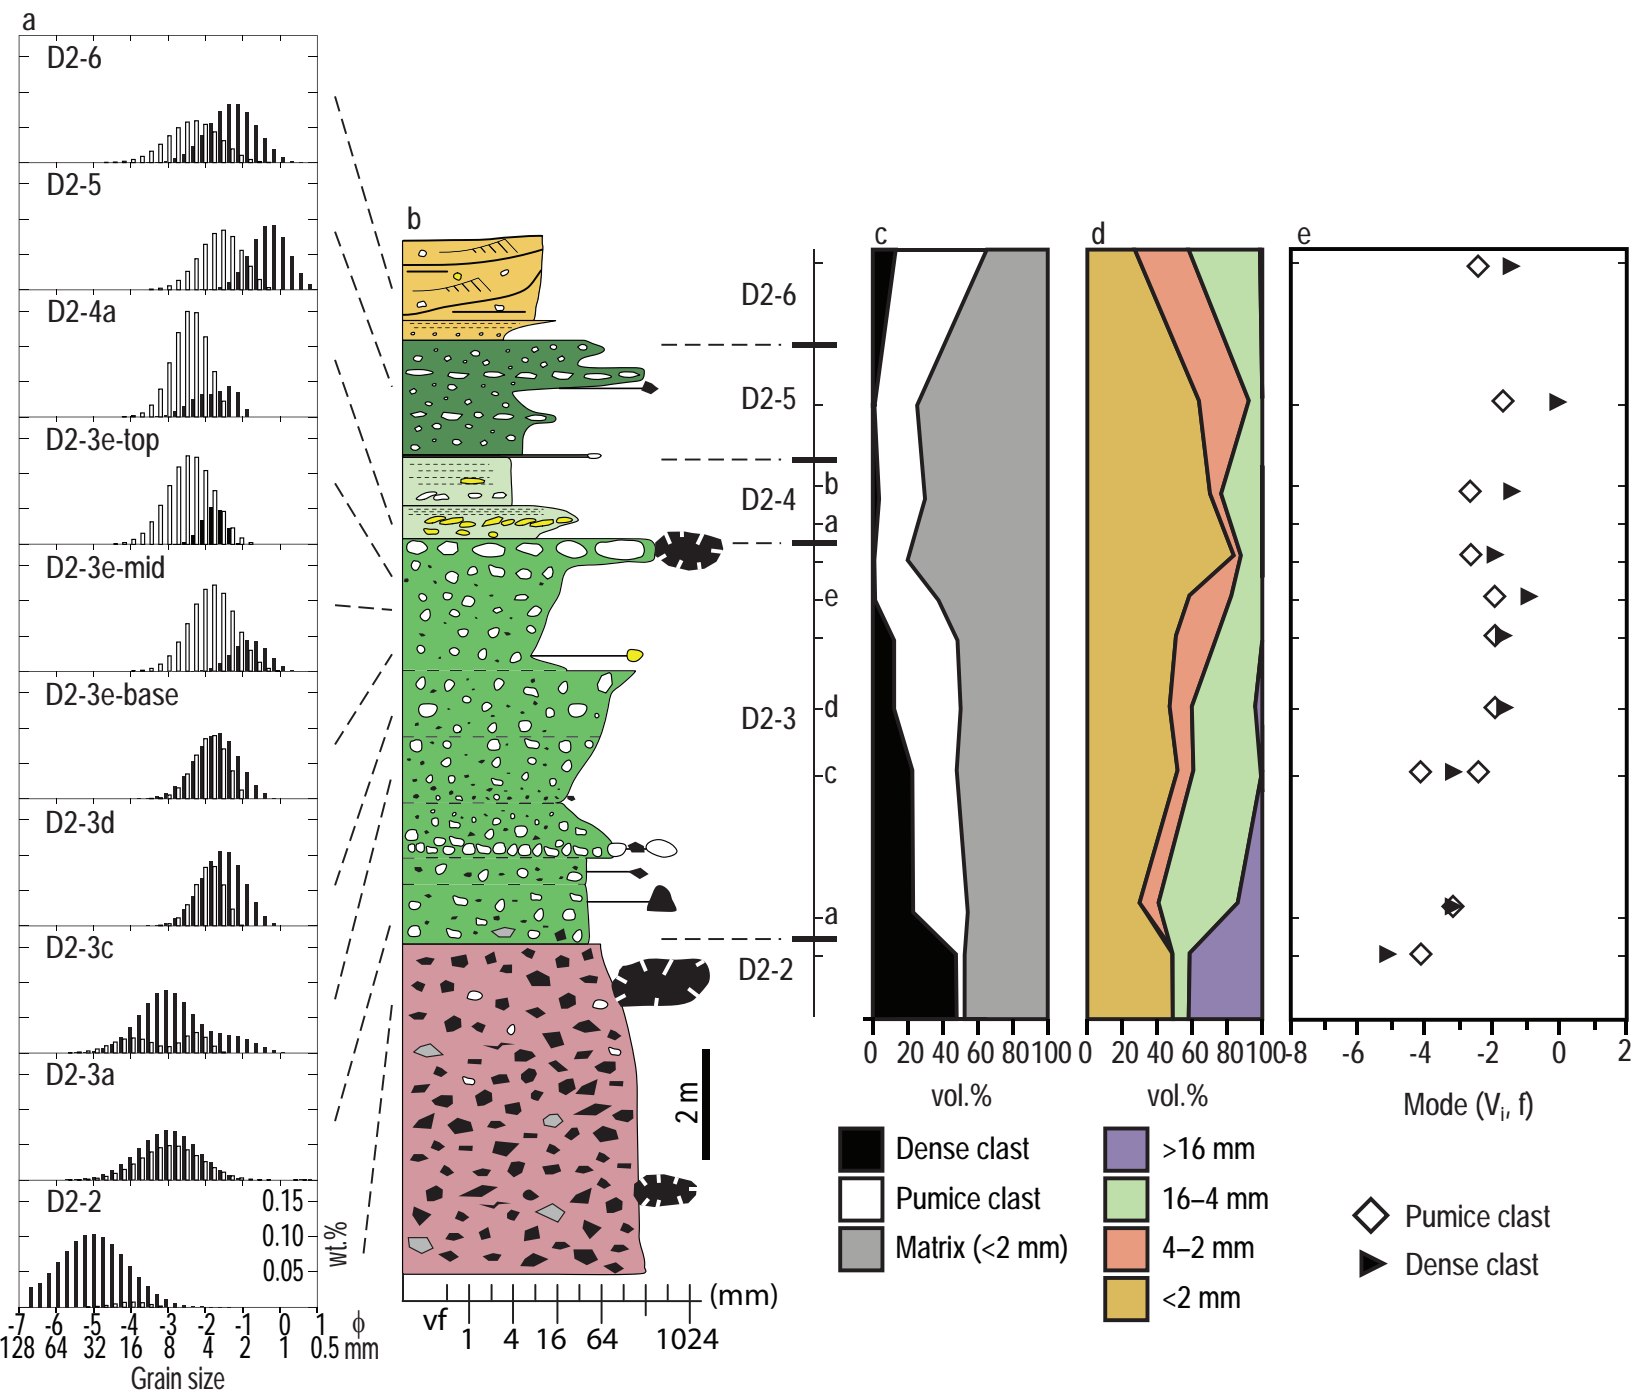 a
D2-6
D2-5
D2-4a
D2-3e-top
D2-3e-mid
D2-3e-base
D2-3d
D2-3c
D2-3a
D2-2
0.15
0.10
0.05
wt.%
-7 -6 -5 -4 -3 -2 -1 0 1 ϕ
128 64 32 16 8 4 2 1 0.5 mm
Grain size
b
2 m
vf 1 4 16 64 1024 (mm)
D2-6
D2-5
D2-4
b
a
D2-3
e
d
c
a
D2-2
c
0 20 40 60 80 100
vol.%
Dense clast
Pumice clast
Matrix (<2 mm)
d
0 20 40 60 80 100
vol.%
>16 mm
16–4 mm
4–2 mm
<2 mm
e
-8 -6 -4 -2 0 2
Mode (Vi, f)
Pumice clast
Dense clast